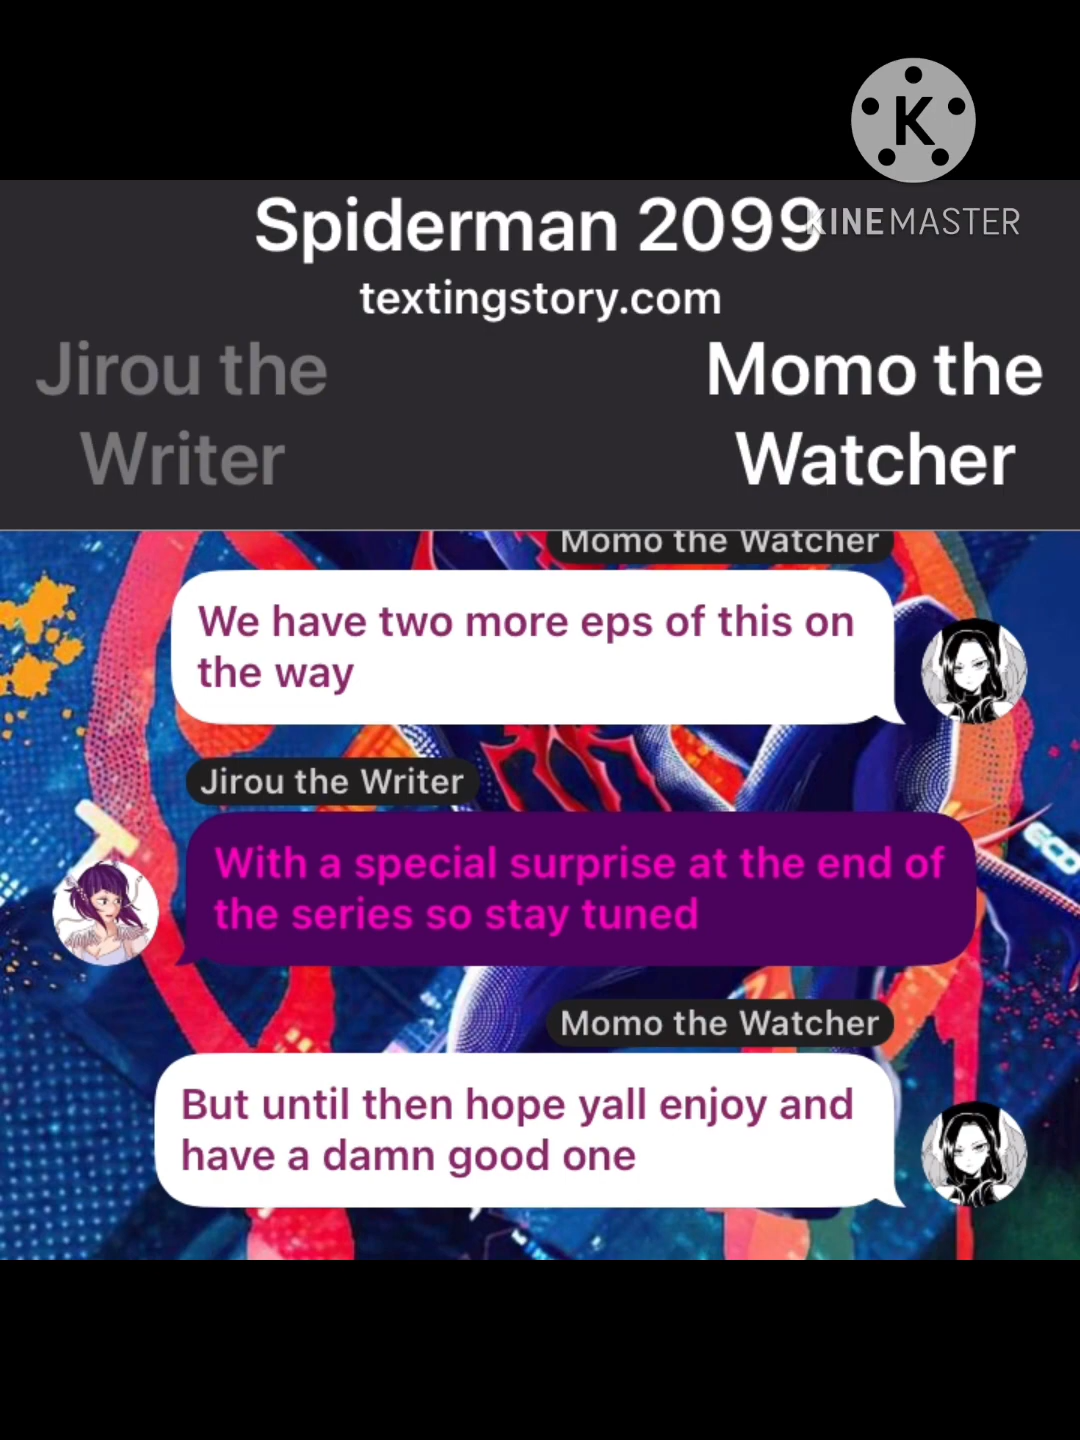 K
KINEMASTER
Spiderman 2099
textingstory.com
Jirou the
Writer
Momo the
Watcher
Momo the Watcher
We have two more eps of this on
the way
Jirou the Writer
With a special surprise at the end of
the series so stay tuned
Momo the Watcher
But until then hope yall enjoy and
have a damn good one